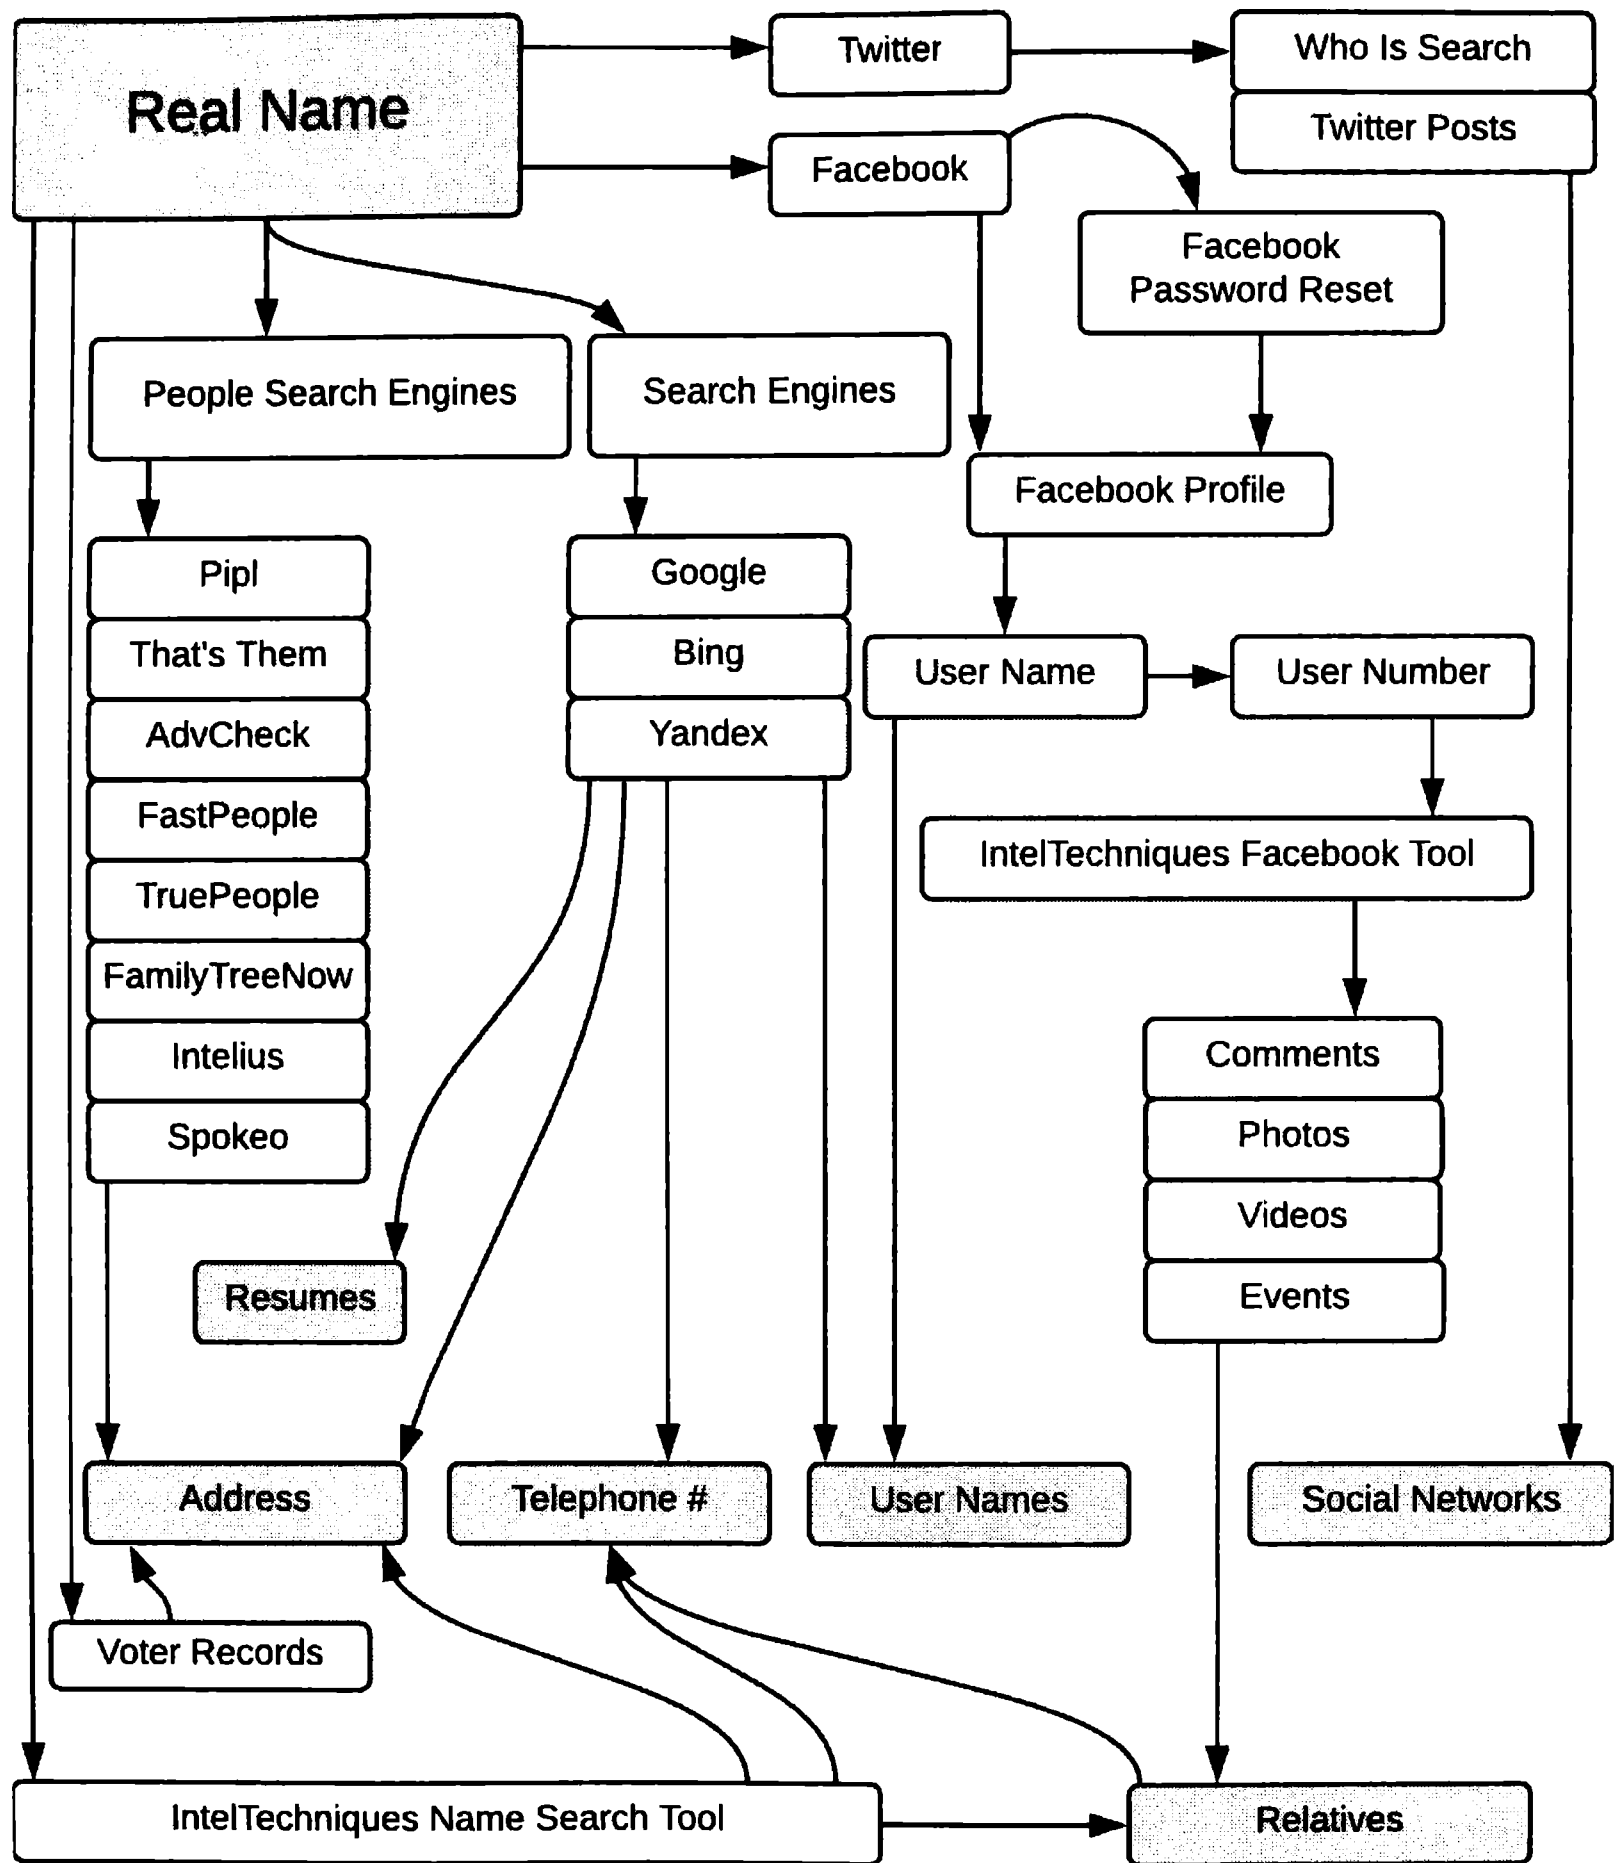 Real Name
Twitter
Who Is Search
Twitter Posts
Facebook
Facebook
Password Reset
People Search Engines
Search Engines
Facebook Profile
Pipl
That's Them
AdvCheck
FastPeople
TruePeople
FamilyTreeNow
Intelius
Spokeo
Google
Bing
Yandex
User Name
User Number
IntelTechniques Facebook Tool
Comments
Photos
Videos
Events
Resumes
Address
Telephone #
User Names
Social Networks
Voter Records
IntelTechniques Name Search Tool
Relatives